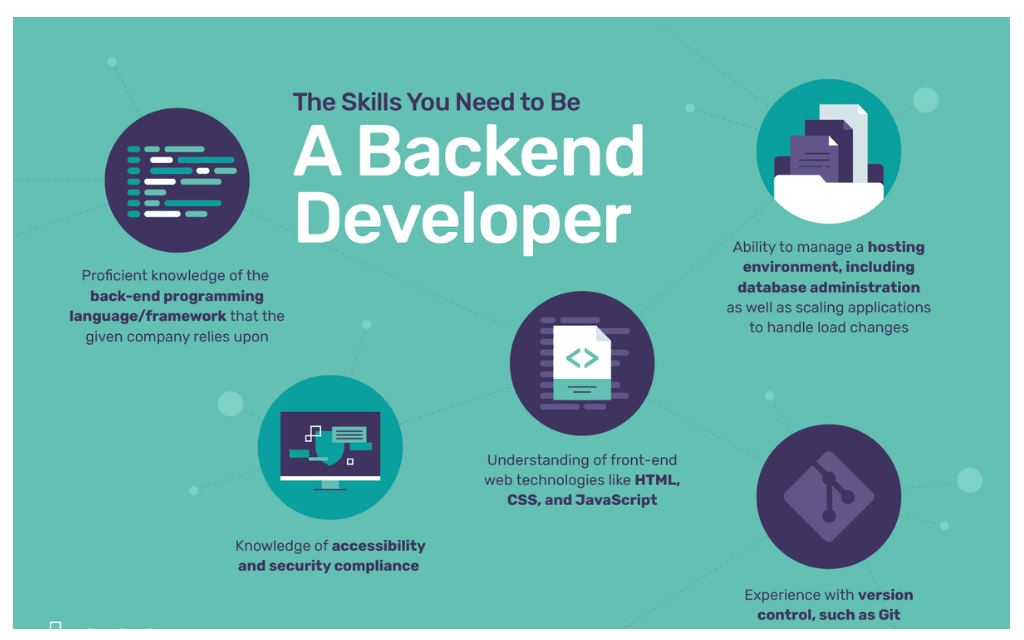 The Skills You Need to Be
A Backend
Developer
Proficient knowledge of the
back-end programming
language/framework that the
given company relies upon
Ability to manage a hosting
environment, including
database administration
as well as scaling applications
to handle load changes
Understanding of front-end
web technologies like HTML,
CSS, and JavaScript
Knowledge of accessibility
and security compliance
Experience with version
control, such as Git